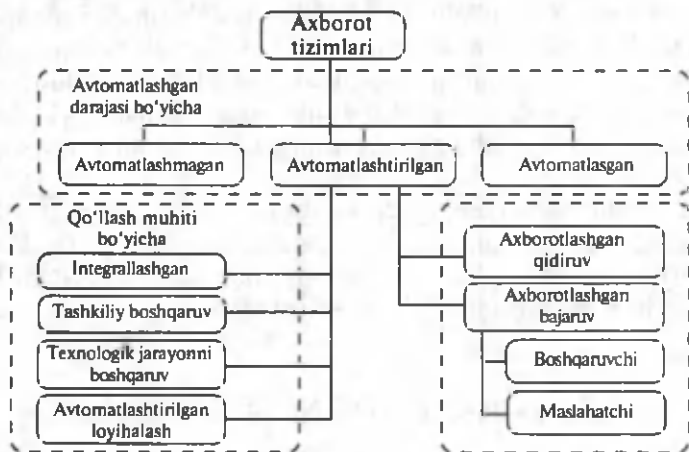 Axborot
tizimlari
Avtomatlashgan
darajasi bo‘yicha
Avtomatlashmagan
Avtomatlashtirilgan
Avtomatlasgan
Qo‘llash muhiti
bo‘yicha
Integrallashgan
Tashkiliy boshqaruv
Texnologik jarayonni
boshqaruv
Avtomatlashtirilgan
loyihalash
Axborotlashgan
qidiruv
Axborotlashgan
bajaruv
Boshqaruvchi
Maslahatchi